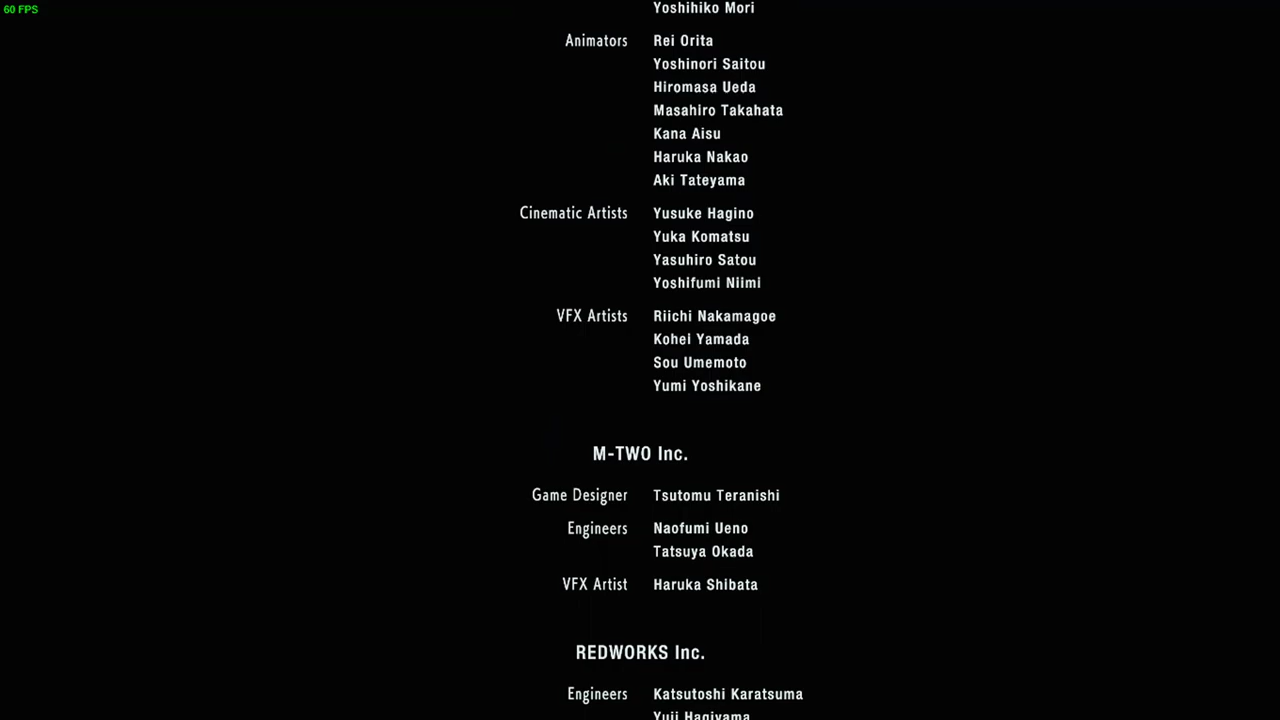 60 FPS
Yoshihiko Mori
Animators Rei Orita
Yoshinori Saitou
Hiromasa Ueda
Masahiro Takahata
Kana Aisu
Haruka Nakao
Aki Tateyama
Cinematic Artists Yusuke Hagino
Yuka Komatsu
Yasuhiro Satou
Yoshifumi Niimi
VFX Artists Riichi Nakamagoe
Kohei Yamada
Sou Umemoto
Yumi Yoshikane
M-TWO Inc.
Game Designer Tsutomu Teranishi
Engineers Naofumi Ueno
Tatsuya Okada
VFX Artist Haruka Shibata
REDWORKS Inc.
Engineers Katsutoshi Karatsuma
Yuji Hagiyama